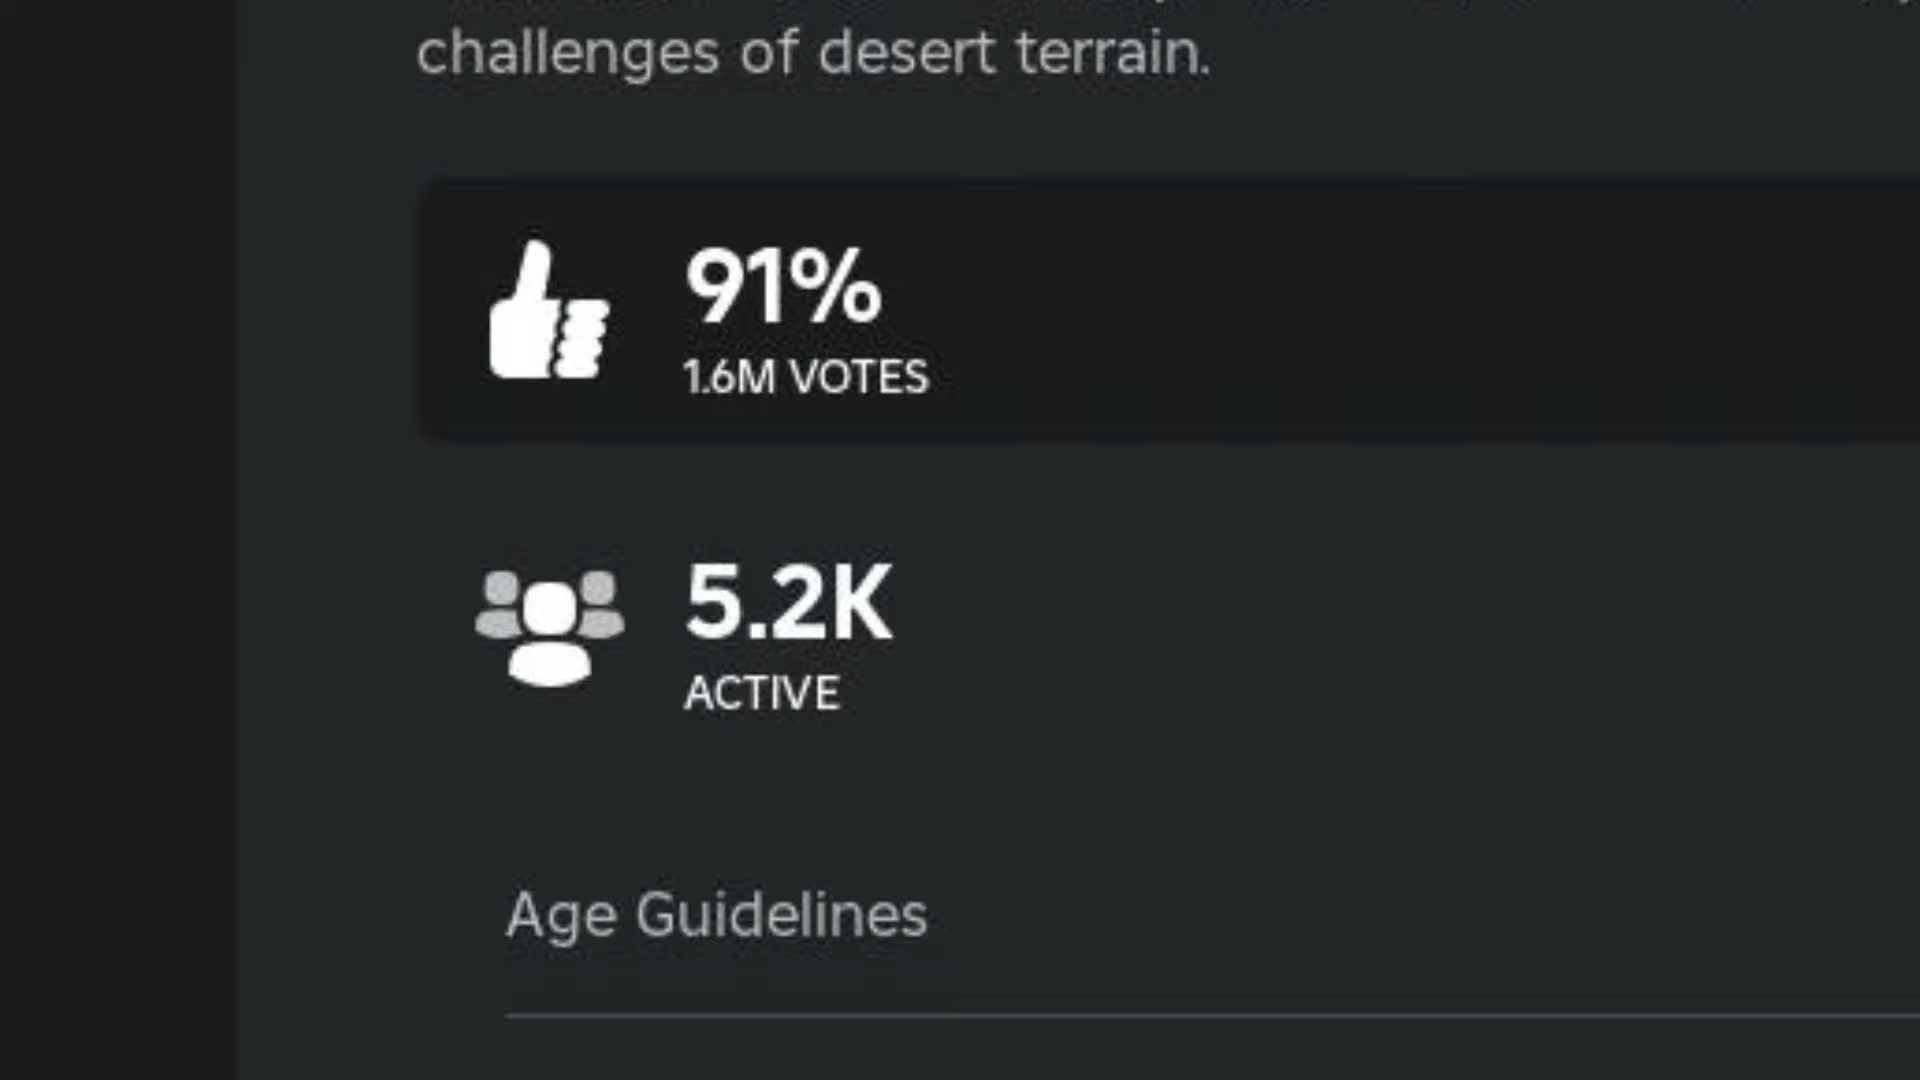 challenges of desert terrain.
91%
1.6M VOTES
5.2K
ACTIVE
Age Guidelines